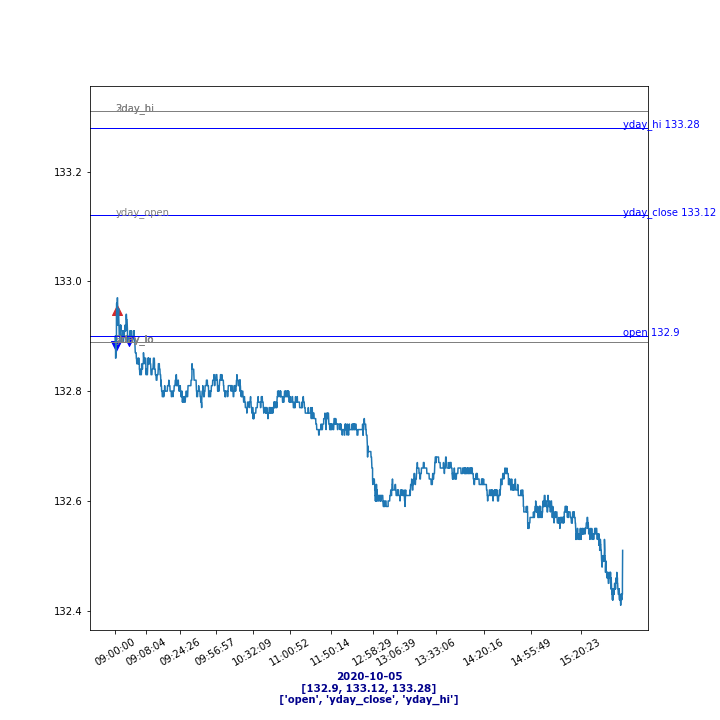 3day_hi
yday_hi 133.28
133.2
yday_open
yday_close 133.12
133.0
open 132.9
132.8
132.6
132.4
09:00:00
09:08:04
09:24:26
09:56:57
10:32:09
11:00:52
11:50:14
12:58:29
13:06:39
13:33:06
14:20:16
14:55:49
15:20:23
2020-10-05
[132.9, 133.12, 133.28]
['open', 'yday_close', 'yday_hi']